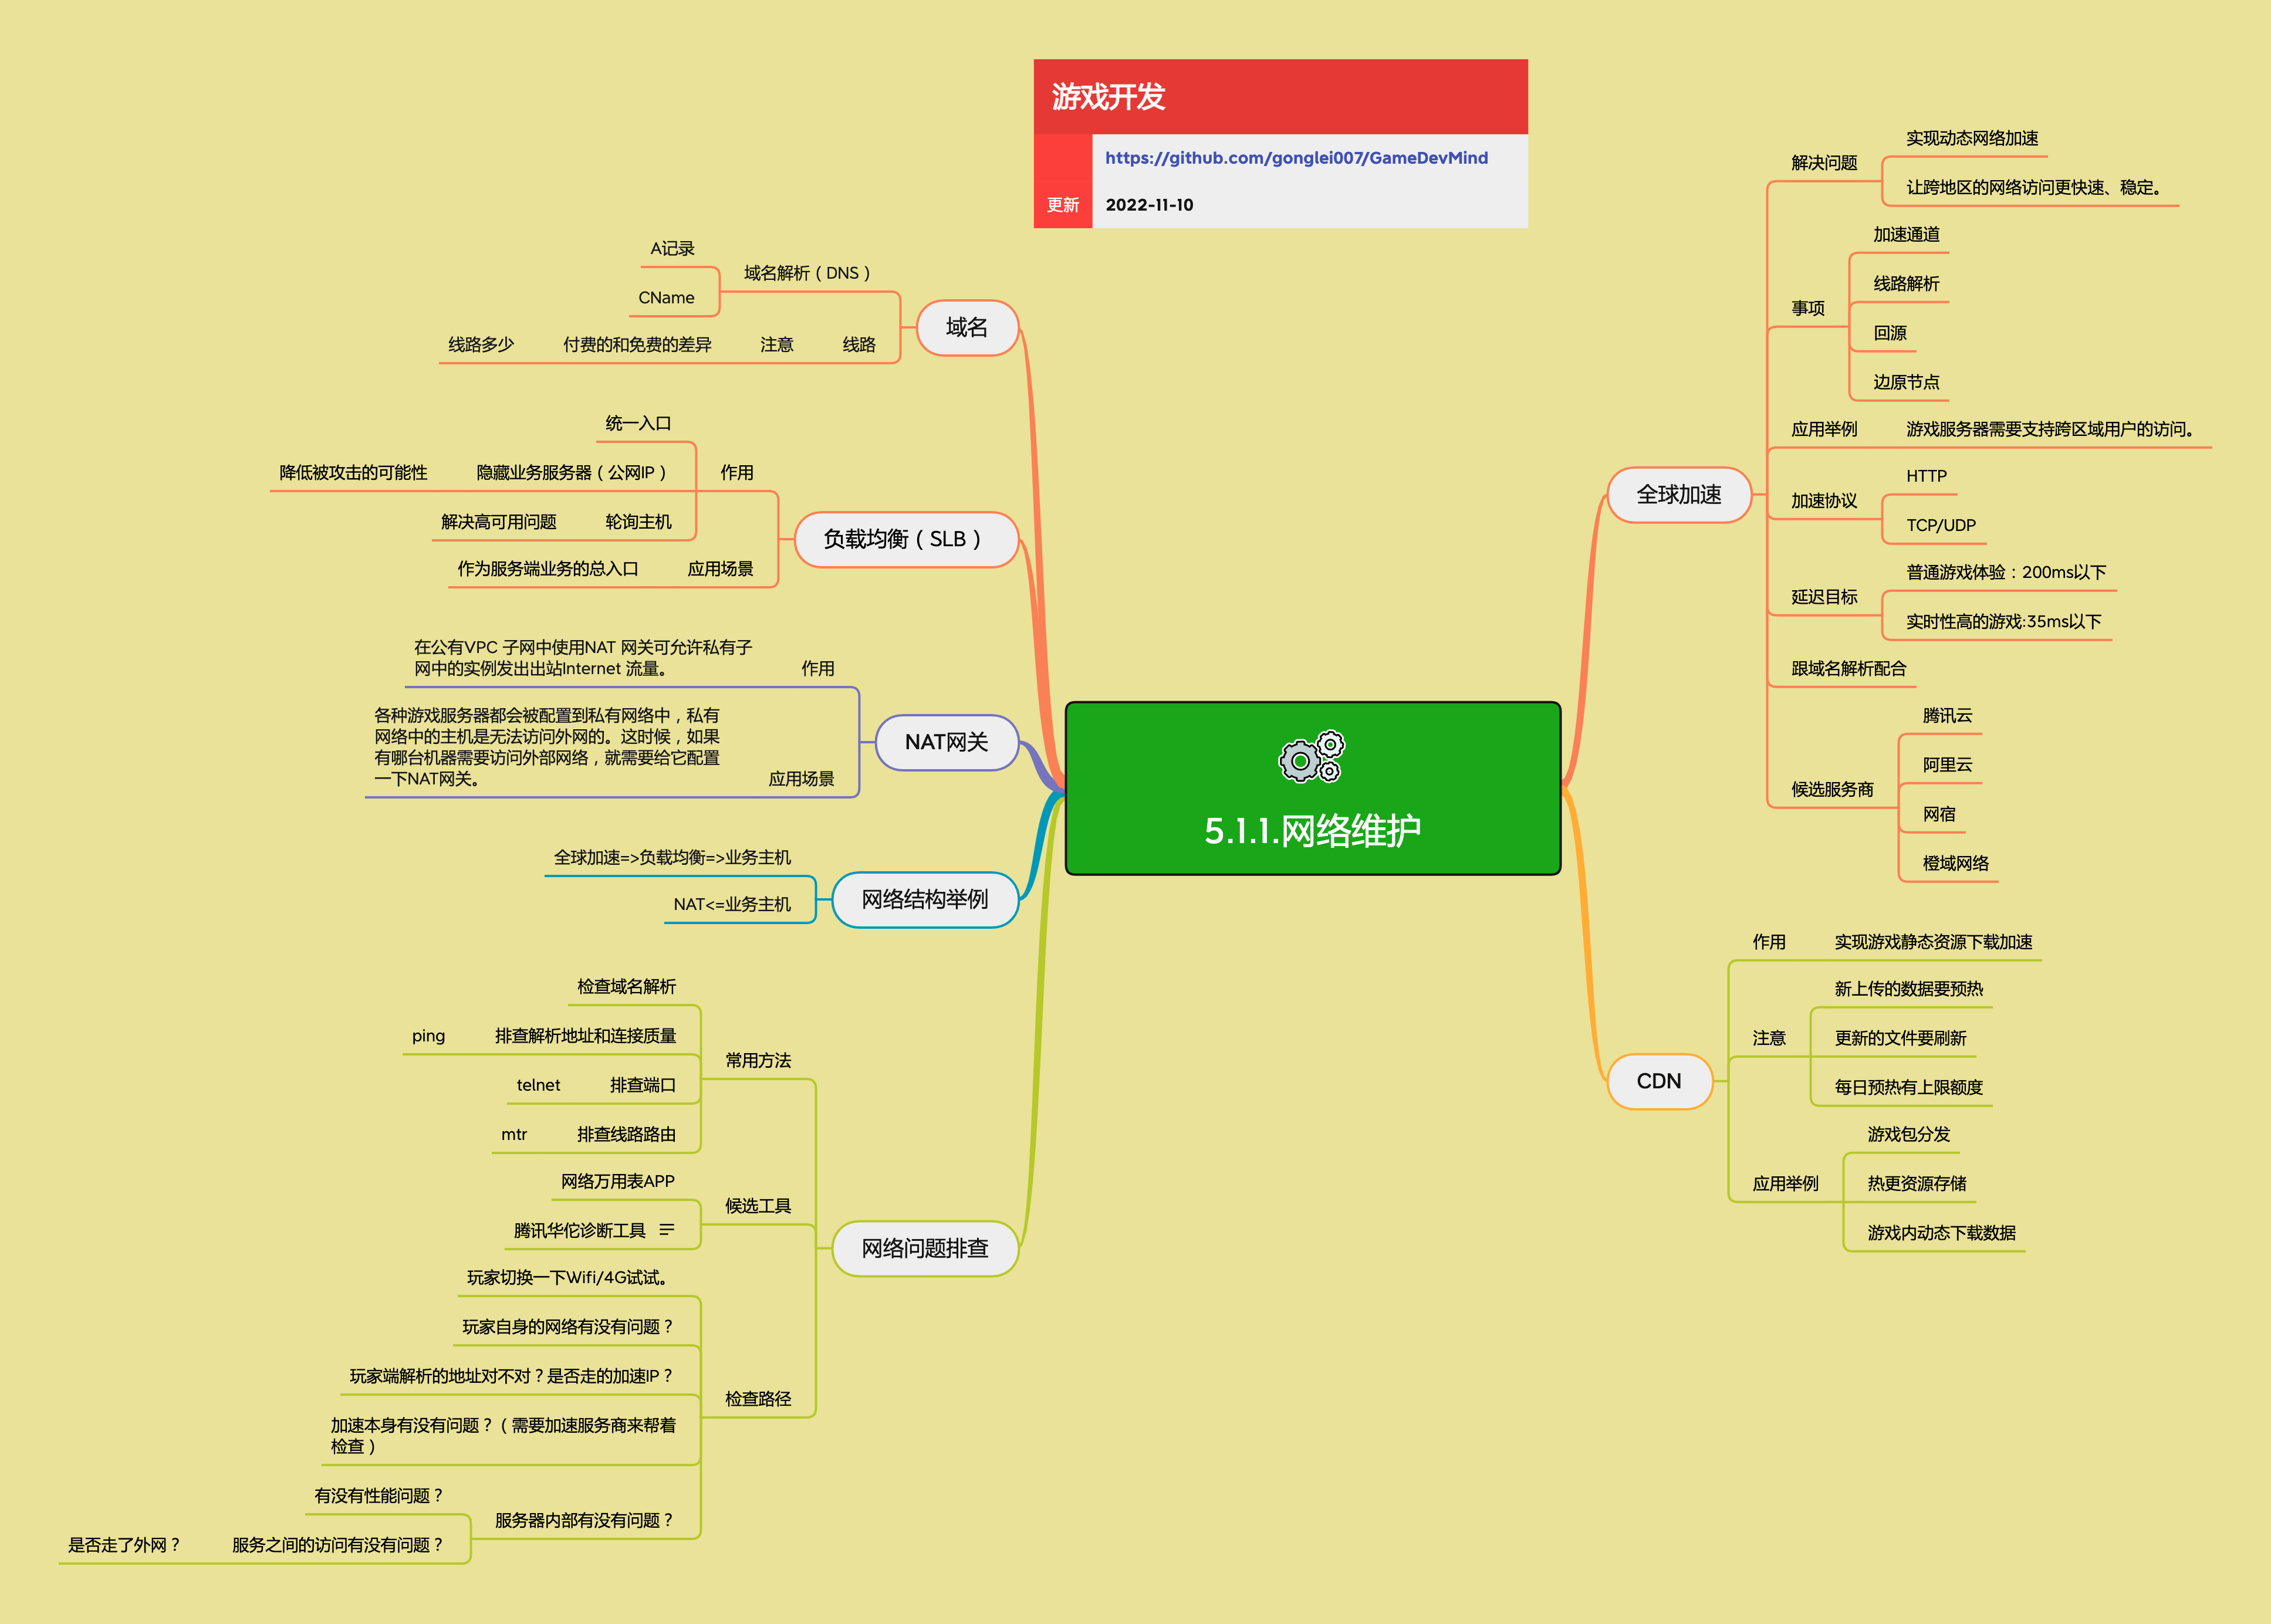 游戏开发
https://github.com/gonglei007/GameDevMind
更新
2022-11-10
5.1.1.网络维护
域名
域名解析（DNS）
A记录
CName
线路
注意
付费的和免费的差异
线路多少
负载均衡（SLB）
作用
统一入口
隐藏业务服务器（公网IP）
降低被攻击的可能性
轮询主机
解决高可用问题
应用场景
作为服务端业务的总入口
NAT网关
作用
在公有VPC 子网中使用NAT 网关可允许私有子
网中的实例发出出站Internet 流量。
应用场景
各种游戏服务器都会被配置到私有网络中，私有
网络中的主机是无法访问外网的。这时候，如果
有哪台机器需要访问外部网络，就需要给它配置
一下NAT网关。
网络结构举例
全球加速=>负载均衡=>业务主机
NAT<=业务主机
网络问题排查
常用方法
检查域名解析
排查解析地址和连接质量
ping
排查端口
telnet
排查线路路由
mtr
候选工具
网络万用表APP
腾讯华佗诊断工具
检查路径
玩家切换一下Wifi/4G试试。
玩家自身的网络有没有问题？
玩家端解析的地址对不对？是否走的加速IP？
加速本身有没有问题？（需要加速服务商来帮着
检查）
服务器内部有没有问题？
有没有性能问题？
服务之间的访问有没有问题？
是否走了外网？
全球加速
解决问题
实现动态网络加速
让跨地区的网络访问更快速、稳定。
事项
加速通道
线路解析
回源
边原节点
应用举例
游戏服务器需要支持跨区域用户的访问。
加速协议
HTTP
TCP/UDP
延迟目标
普通游戏体验：200ms以下
实时性高的游戏:35ms以下
跟域名解析配合
候选服务商
腾讯云
阿里云
网宿
橙域网络
CDN
作用
实现游戏静态资源下载加速
注意
新上传的数据要预热
更新的文件要刷新
每日预热有上限额度
应用举例
游戏包分发
热更资源存储
游戏内动态下载数据